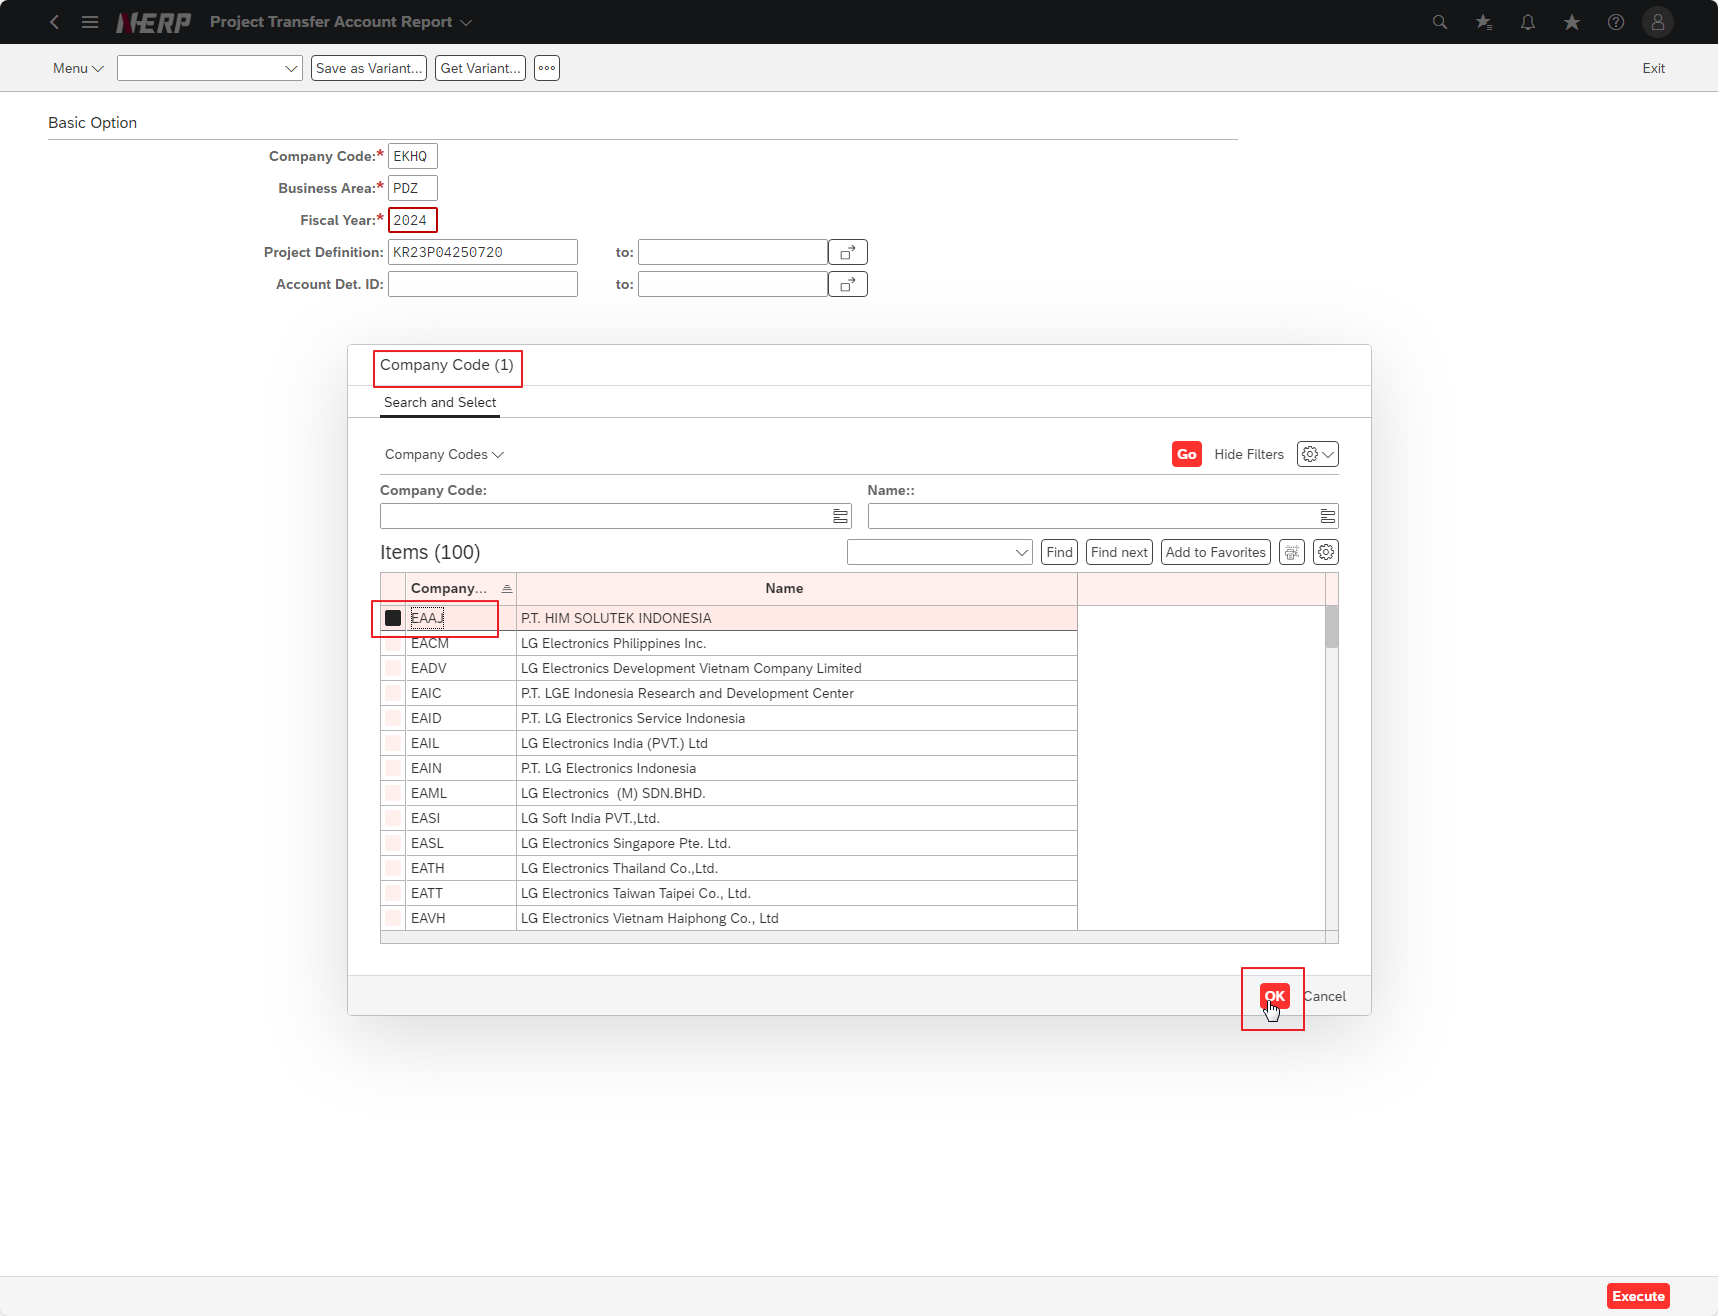 NERP Project Transfer Account Report
Menu Save as Variant... Get Variant... Exit
Basic Option
Company Code:* EKHQ
Business Area:* PDZ
Fiscal Year:* 2024
Project Definition: KR23P04250720 to:
Account Det. ID: to:
Company Code (1)
Search and Select
Company Codes Go Hide Filters
Company Code: Name::
Items (100) Find Find next Add to Favorites
Company... Name
EAAJ P.T. HIM SOLUTEK INDONESIA
EACM LG Electronics Philippines Inc.
EADV LG Electronics Development Vietnam Company Limited
EAIC P.T. LGE Indonesia Research and Development Center
EAID P.T. LG Electronics Service Indonesia
EAIL LG Electronics India (PVT.) Ltd
EAIN P.T. LG Electronics Indonesia
EAML LG Electronics  (M) SDN.BHD.
EASI LG Soft India PVT.,Ltd.
EASL LG Electronics Singapore Pte. Ltd.
EATH LG Electronics Thailand Co.,Ltd.
EATT LG Electronics Taiwan Taipei Co., Ltd.
EAVH LG Electronics Vietnam Haiphong Co., Ltd
OK Cancel
Execute